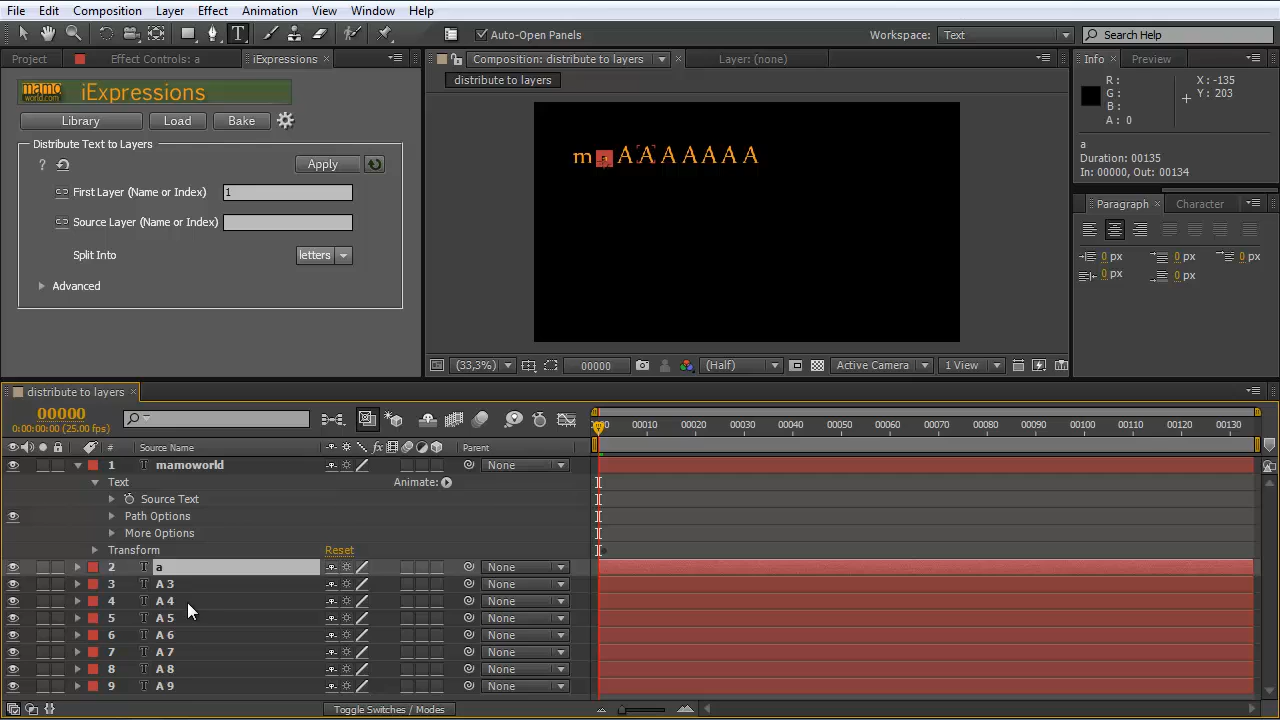 File Edit Composition Layer Effect Animation View Window Help
Auto-Open Panels
Workspace: Text
Search Help
Project
Effect Controls: a
iExpressions
Composition: distribute to layers
Layer: (none)
Info
Preview
mamo world.com iExpressions
distribute to layers
R :
G :
B :
A : 0
X : -135
Y : 203
Library Load Bake
Distribute Text to Layers
? Apply
First Layer (Name or Index) 1
Source Layer (Name or Index)
Split Into letters
Advanced
m a A A A A A A A
a
Duration: 00135
In: 00000, Out: 00134
Paragraph
Character
0 px 0 px 0 px
0 px 0 px
(33,3%) 00000 (Half) Active Camera 1 View
distribute to layers
00000
0:00:00:00 (25.00 fps)
00010 00020 00030 00040 00050 00060 00070 00080 00090 00100 00110 00120 00130
# Source Name fx Parent
1 T mamoworld None
Text Animate:
Source Text
Path Options
More Options
Transform Reset
2 T a None
3 T A 3 None
4 T A 4 None
5 T A 5 None
6 T A 6 None
7 T A 7 None
8 T A 8 None
9 T A 9 None
Toggle Switches / Modes